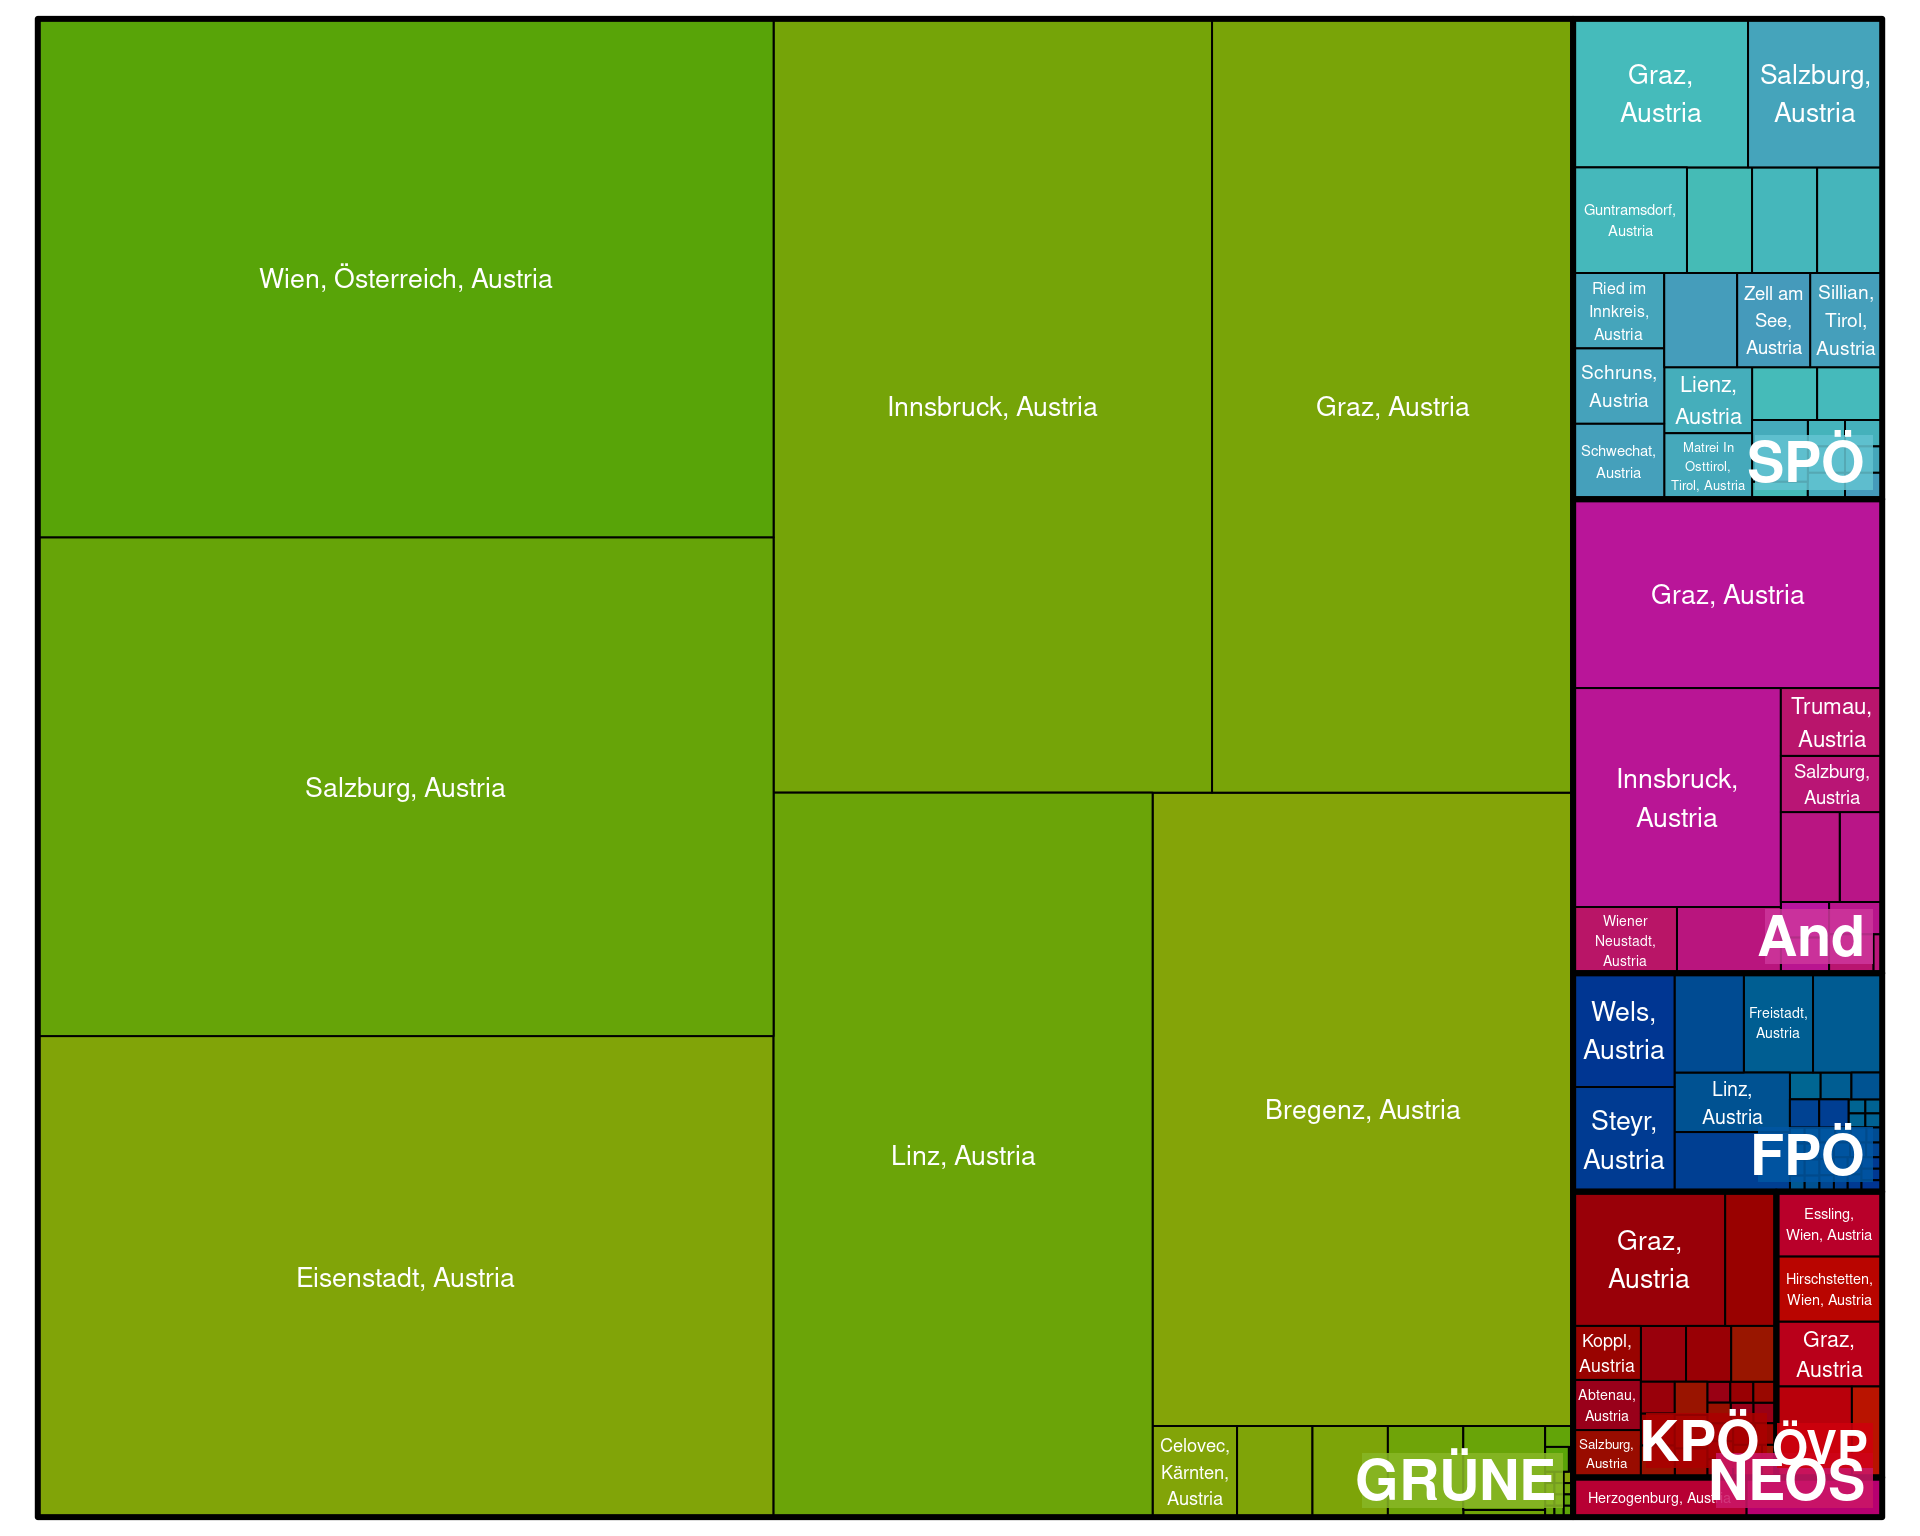 Wien, Österreich, Austria
Salzburg, Austria
Eisenstadt, Austria
Innsbruck, Austria
Graz, Austria
Linz, Austria
Bregenz, Austria
Celovec,
Kärnten,
Austria
GRÜNE
Graz,
Austria
Salzburg,
Austria
Guntramsdorf,
Austria
Ried im
Innkreis,
Austria
Zell am
See,
Austria
Sillian,
Tirol,
Austria
Schruns,
Austria
Lienz,
Austria
Schwechat,
Austria
Matrei In
Osttirol,
Tirol, Austria
SPÖ
Graz, Austria
Innsbruck,
Austria
Trumau,
Austria
Salzburg,
Austria
Wiener
Neustadt,
Austria
And
Wels,
Austria
Freistadt,
Austria
Linz,
Austria
Steyr,
Austria
FPÖ
Graz,
Austria
Koppl,
Austria
Abtenau,
Austria
Salzburg,
Austria
KPÖ
Essling,
Wien, Austria
Hirschstetten,
Wien, Austria
Graz,
Austria
ÖVP
Herzogenburg, Austria
NEOS